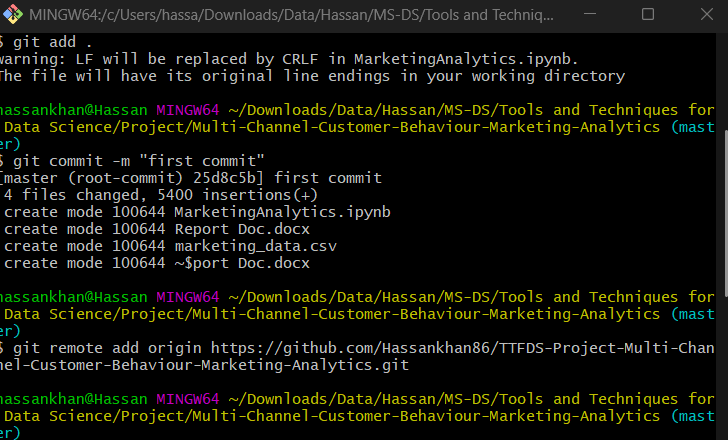 MINGW64:/c/Users/hassa/Downloads/Data/Hassan/MS-DS/Tools and Techniq...
$ git add .
warning: LF will be replaced by CRLF in MarketingAnalytics.ipynb.
The file will have its original line endings in your working directory
hassankhan@Hassan MINGW64 ~/Downloads/Data/Hassan/MS-DS/Tools and Techniques for
Data Science/Project/Multi-Channel-Customer-Behaviour-Marketing-Analytics (mast
er)
$ git commit -m "first commit"
[master (root-commit) 25d8c5b] first commit
4 files changed, 5400 insertions(+)
create mode 100644 MarketingAnalytics.ipynb
create mode 100644 Report Doc.docx
create mode 100644 marketing_data.csv
create mode 100644 ~$port Doc.docx
hassankhan@Hassan MINGW64 ~/Downloads/Data/Hassan/MS-DS/Tools and Techniques for
Data Science/Project/Multi-Channel-Customer-Behaviour-Marketing-Analytics (mast
er)
$ git remote add origin https://github.com/Hassankhan86/TTFDS-Project-Multi-Chan
nel-Customer-Behaviour-Marketing-Analytics.git
hassankhan@Hassan MINGW64 ~/Downloads/Data/Hassan/MS-DS/Tools and Techniques for
Data Science/Project/Multi-Channel-Customer-Behaviour-Marketing-Analytics (mast
er)